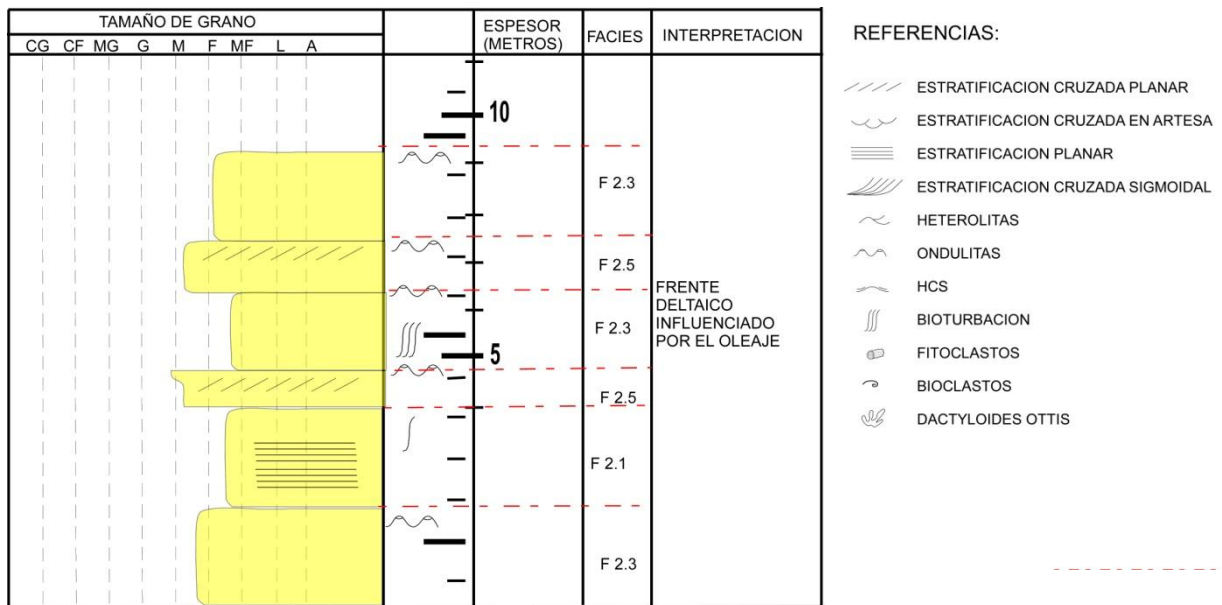 TAMAÑO DE GRANO
CG CF MG G M F MF L A
ESPESOR
(METROS)
FACIES
INTERPRETACION
10
F 2.3
F 2.5
F 2.3
5
F 2.5
F 2.1
F 2.3
FRENTE
DELTAICO
INFLUENCIADO
POR EL OLEAJE
REFERENCIAS:
ESTRATIFICACION CRUZADA PLANAR
ESTRATIFICACION CRUZADA EN ARTESA
ESTRATIFICACION PLANAR
ESTRATIFICACION CRUZADA SIGMOIDAL
HETEROLITAS
ONDULITAS
HCS
BIOTURBACION
FITOCLASTOS
BIOCLASTOS
DACTYLOIDES OTTIS